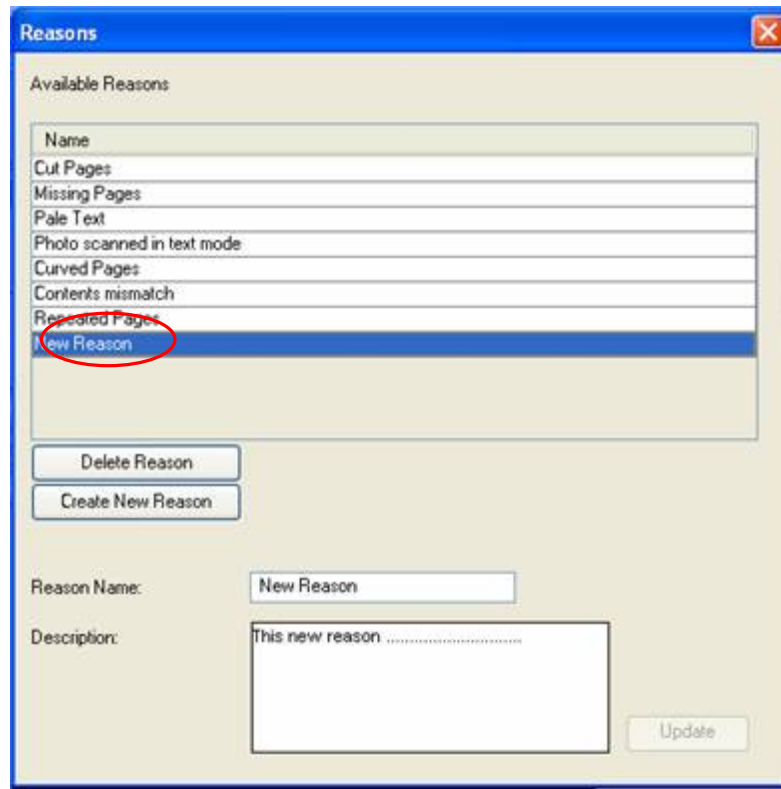 Reasons
Available Reasons
Name
Cut Pages
Missing Pages
Pale Text
Photo scanned in text mode
Curved Pages
Contents mismatch
Repeated Pages
New Reason
Delete Reason
Create New Reason
Reason Name: New Reason
Description: This new reason ..............................
Update